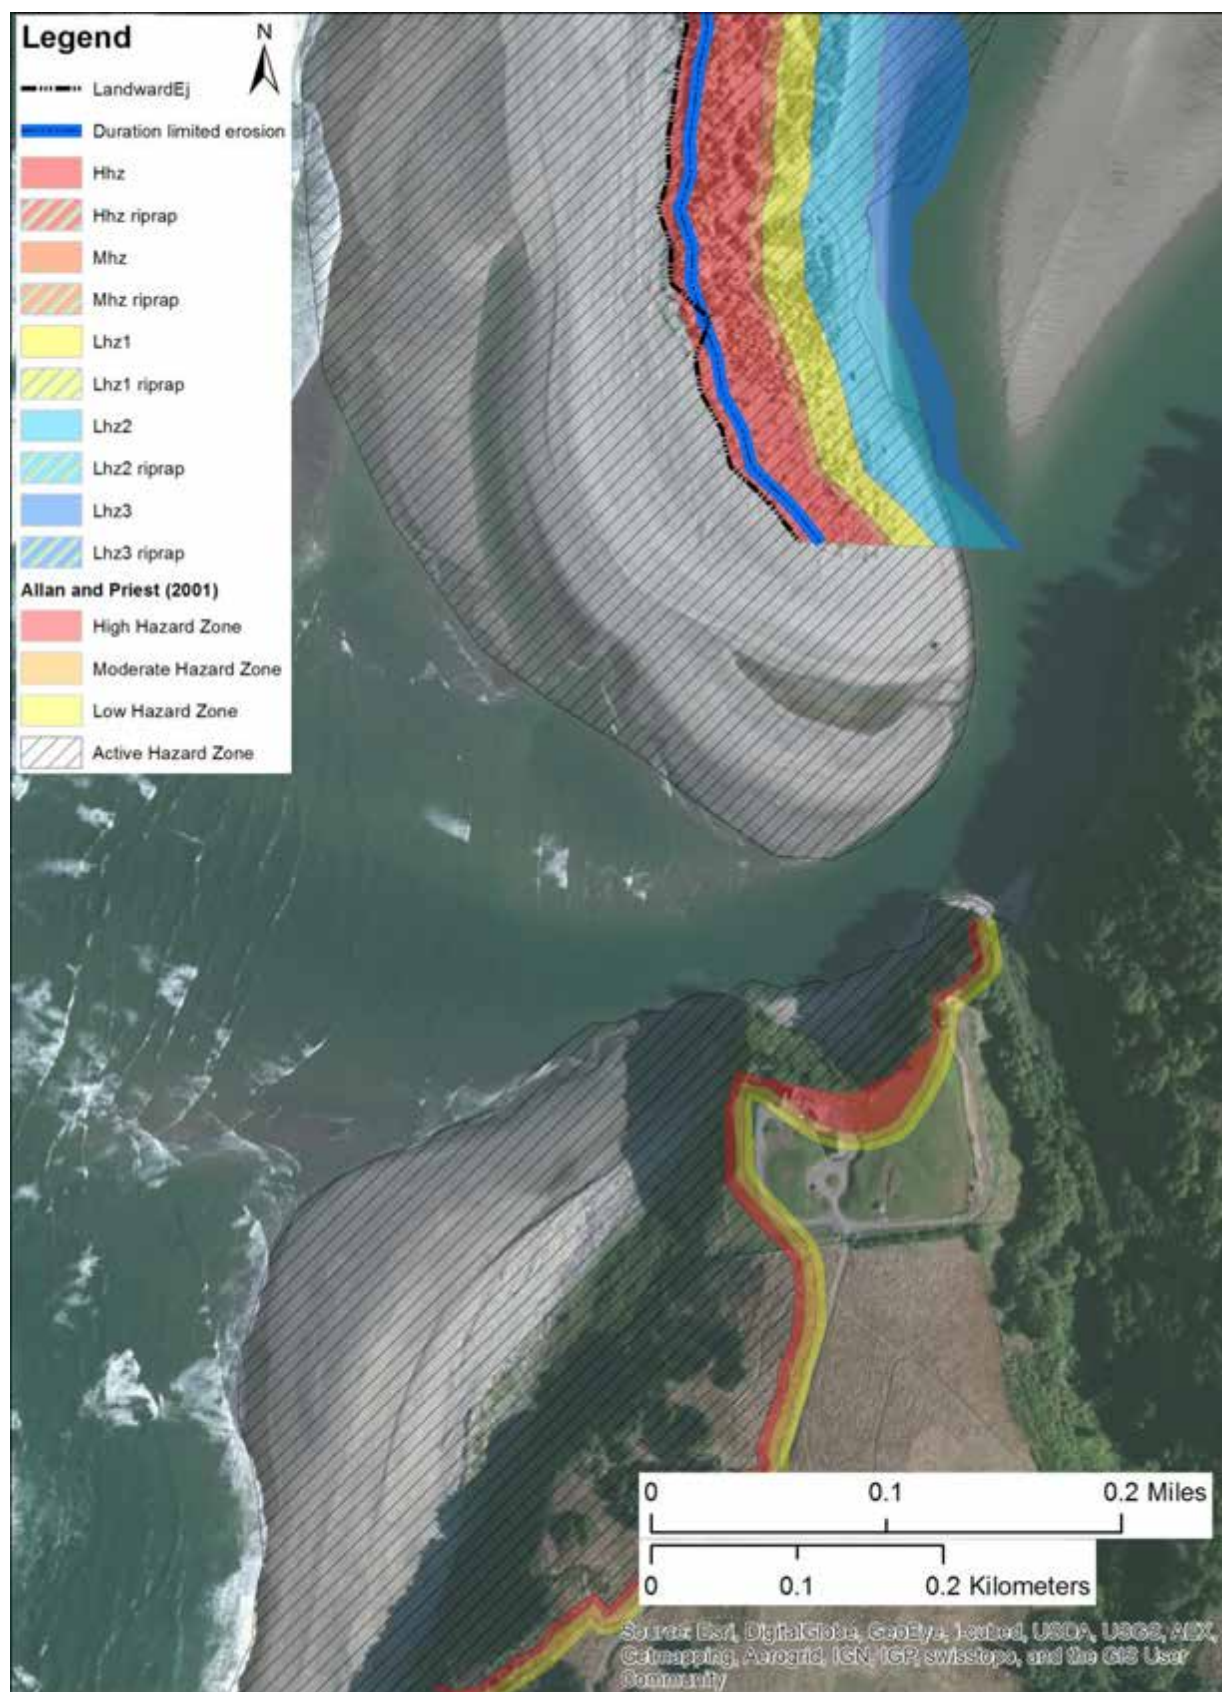 Legend
N
LandwardEj
Duration limited erosion
Hhz
Hhz riprap
Mhz
Mhz riprap
Lhz1
Lhz1 riprap
Lhz2
Lhz2 riprap
Lhz3
Lhz3 riprap
Allan and Priest (2001)
High Hazard Zone
Moderate Hazard Zone
Low Hazard Zone
Active Hazard Zone
0 0.1 0.2 Miles
0 0.1 0.2 Kilometers
Source: Esri, DigitalGlobe, GeoEye, i-cubed, USDA, USGS, AEX,
Getmapping, Aerogrid, IGN, IGP, swisstopo, and the GIS User
Community